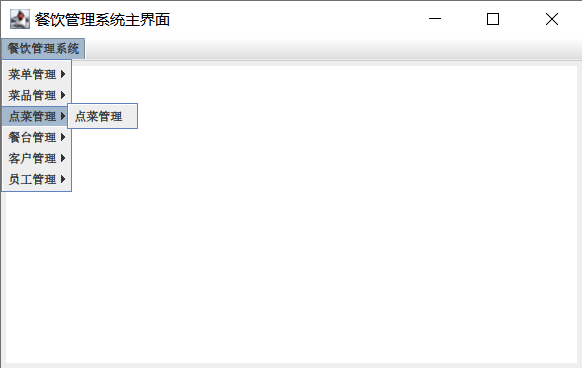 餐饮管理系统主界面
餐饮管理系统
菜单管理
菜品管理
点菜管理
点菜管理
餐台管理
客户管理
员工管理